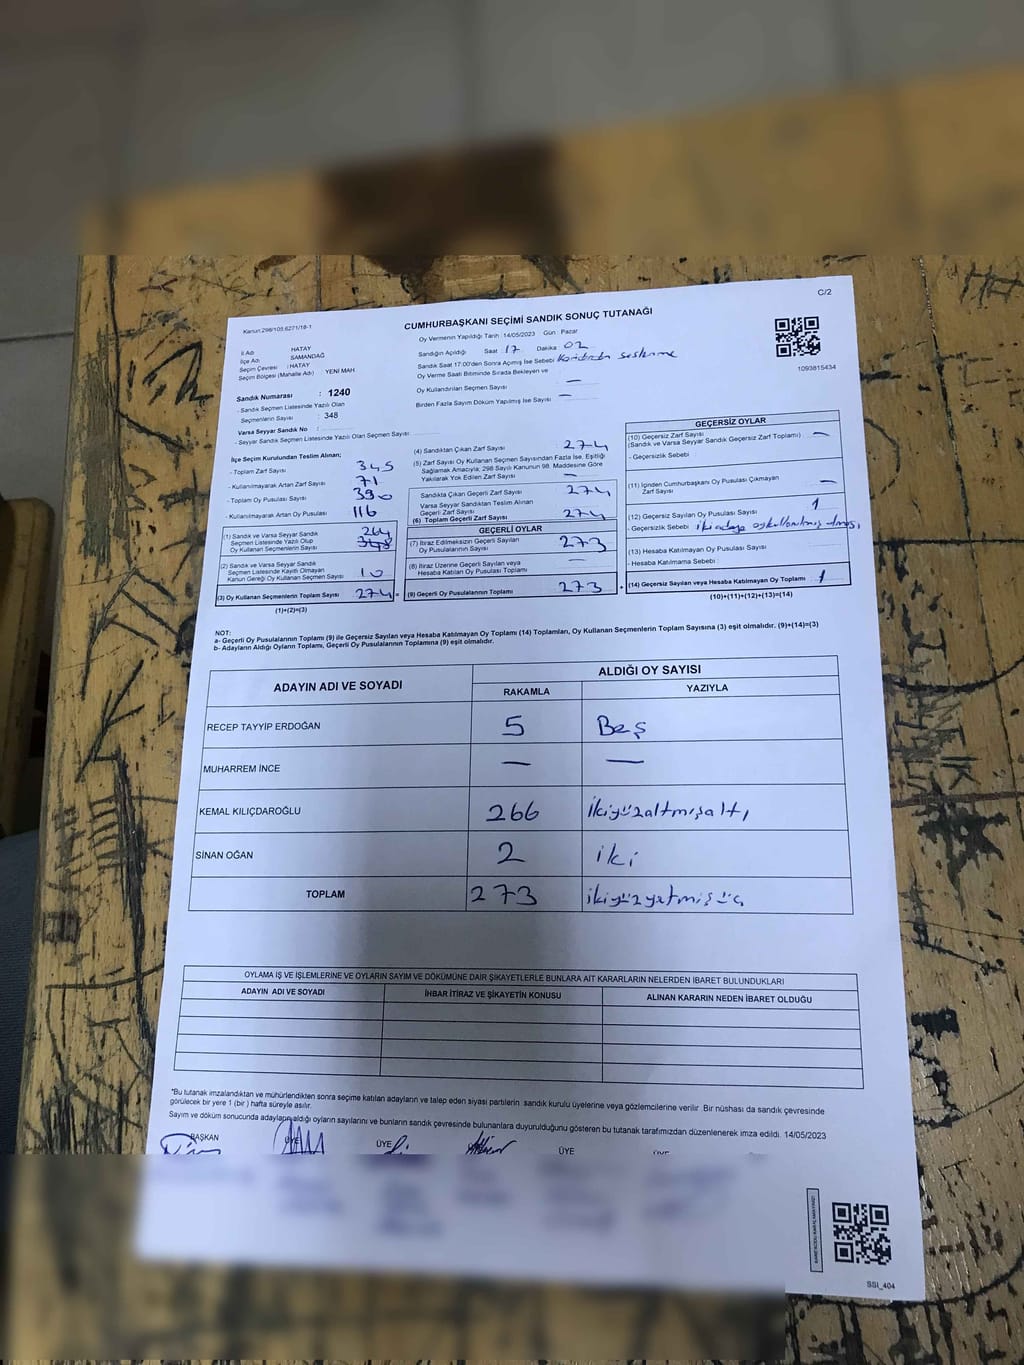 C/2
Kanun:298/105,6271/18-1
CUMHURBAŞKANI SEÇİMİ SANDIK SONUÇ TUTANAĞI
1093815434
İl Adı : HATAY
İlçe Adı : SAMANDAĞ
Seçim Çevresi : HATAY
Seçim Bölgesi (Mahalle Adı) : YENİ MAH
Sandık Numarası : 1240
- Sandık Seçmen Listesinde Yazılı Olan
Seçmenlerin Sayısı : 348
Varsa Seyyar Sandık No :
- Seyyar Sandık Seçmen Listesinde Yazılı Olan Seçmen Sayısı
Oy Vermenin Yapıldığı Tarih : 14/05/2023 Gün : Pazar
Sandığın Açıldığı Saat 17 Dakika 02
Sandık Saat 17:00'den Sonra Açılmış İse Sebebi
Oy Verme Saati Bitiminde Sırada Bekleyen ve
Oy Kullandırılan Seçmen Sayısı —
Birden Fazla Sayım Döküm Yapılmış İse Sayısı —
İlçe Seçim Kurulundan Teslim Alınan;
- Toplam Zarf Sayısı 345
- Kullanılmayarak Artan Zarf Sayısı 71
- Toplam Oy Pusulası Sayısı 390
- Kullanılmayarak Artan Oy Pusulası 116
(1) Sandık ve Varsa Seyyar Sandık
Seçmen Listesinde Yazılı Olup
Oy Kullanan Seçmenlerin Sayısı 264 348
(2) Sandık ve Varsa Seyyar Sandık
Seçmen Listesinde Kayıtlı Olmayan
Kanun Gereği Oy Kullanan Seçmen Sayısı 10
(3) Oy Kullanan Seçmenlerin Toplam Sayısı 274 =
(1)+(2)=(3)
(4) Sandıktan Çıkan Zarf Sayısı 274
(5) Zarf Sayısı Oy Kullanan Seçmen Sayısından Fazla İse, Eşitliği
Sağlamak Amacıyla; 298 Sayılı Kanunun 98. Maddesine Göre
Yakılarak Yok Edilen Zarf Sayısı —
Sandıkta Çıkan Geçerli Zarf Sayısı 274
Varsa Seyyar Sandıktan Teslim Alınan
Geçerli Zarf Sayısı
(6) Toplam Geçerli Zarf Sayısı 274
GEÇERLİ OYLAR
(7) İtiraz Edilmeksizin Geçerli Sayılan
Oy Pusulalarının Sayısı 273
(8) İtiraz Üzerine Geçerli Sayılan veya
Hesaba Katılan Oy Pusulası Toplamı —
(9) Geçerli Oy Pusulalarının Toplamı 273 +
GEÇERSİZ OYLAR
(10) Geçersiz Zarf Sayısı
(Sandık ve Varsa Seyyar Sandık Geçersiz Zarf Toplamı) —
- Geçersizlik Sebebi :
(11) İçinden Cumhurbaşkanı Oy Pusulası Çıkmayan
Zarf Sayısı —
(12) Geçersiz Sayılan Oy Pusulası Sayısı 1
- Geçersizlik Sebebi : iki adaya oy kullanılmış olması
(13) Hesaba Katılmayan Oy Pusulası Sayısı
- Hesaba Katılmama Sebebi :
(14) Geçersiz Sayılan veya Hesaba Katılmayan Oy Toplamı 1
(10)+(11)+(12)+(13)=(14)
NOT:
a- Geçerli Oy Pusulalarının Toplamı (9) ile Geçersiz Sayılan veya Hesaba Katılmayan Oy Toplamı (14) Toplamları, Oy Kullanan Seçmenlerin Toplam Sayısına (3) eşit olmalıdır. (9)+(14)=(3)
b- Adayların Aldığı Oyların Toplamı, Geçerli Oy Pusulalarının Toplamına (9) eşit olmalıdır.
ADAYIN ADI VE SOYADI ALDIĞI OY SAYISI
RAKAMLA YAZIYLA
RECEP TAYYİP ERDOĞAN 5 Beş
MUHARREM İNCE — —
KEMAL KILIÇDAROĞLU 266 İkiyüzaltmışaltı
SİNAN OĞAN 2 iki
TOPLAM 273 ikiyüzyetmişüç
OYLAMA İŞ VE İŞLEMLERİNE VE OYLARIN SAYIM VE DÖKÜMÜNE DAİR ŞİKAYETLERLE BUNLARA AİT KARARLARIN NELERDEN İBARET BULUNDUKLARI
ADAYIN ADI VE SOYADI İHBAR İTİRAZ VE ŞİKAYETİN KONUSU ALINAN KARARIN NEDEN İBARET OLDUĞU
*Bu tutanak imzalandıktan ve mühürlendikten sonra seçime katılan adayların ve talep eden siyasi partilerin sandık kurulu üyelerine veya gözlemcilerine verilir. Bir nüshası da sandık çevresinde
görülecek bir yere 1 (bir) hafta süreyle asılır.
Sayım ve döküm sonucunda adayların aldığı oyların sayılarını ve bunların sandık çevresinde bulunanlara duyurulduğunu gösteren bu tutanak tarafımızdan düzenlenerek imza edildi. 14/05/2023
BAŞKAN ÜYE ÜYE ÜYE
SSI_404